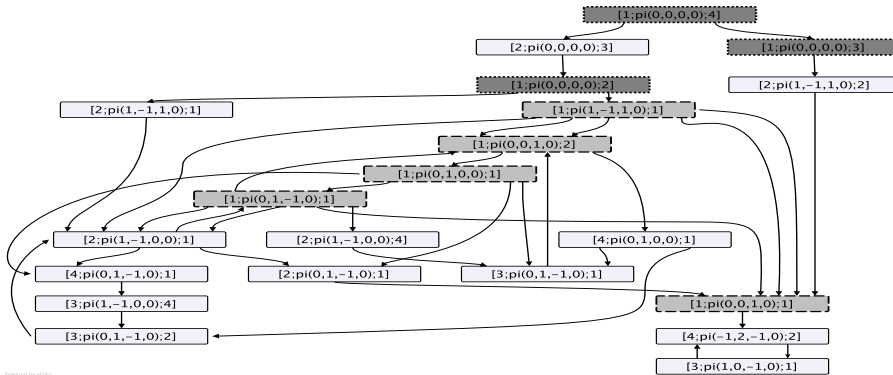 [1;pi(0,0,0,0);4]
[2;pi(0,0,0,0);3]
[1;pi(0,0,0,0);3]
[1;pi(0,0,0,0);2]
[2;pi(1,-1,1,0);2]
[2;pi(1,-1,1,0);1]
[1;pi(1,-1,1,0);1]
[1;pi(0,0,1,0);2]
[1;pi(0,1,0,0);1]
[1;pi(0,1,-1,0);1]
[2;pi(1,-1,0,0);1]
[2;pi(1,-1,0,0);4]
[4;pi(0,1,0,0);1]
[4;pi(0,1,-1,0);1]
[2;pi(0,1,-1,0);1]
[3;pi(0,1,-1,0);1]
[3;pi(1,-1,0,0);4]
[1;pi(0,0,1,0);1]
[3;pi(0,1,-1,0);2]
[4;pi(-1,2,-1,0);2]
[3;pi(1,0,-1,0);1]